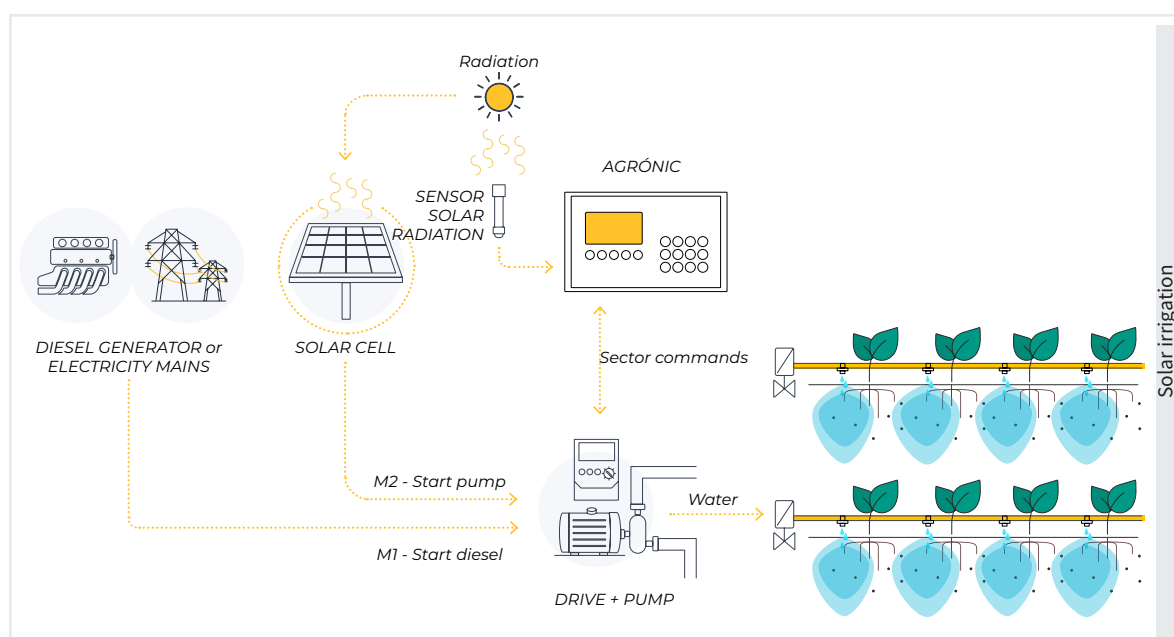 Radiation
AGRÓNIC
SENSOR
SOLAR
RADIATION
DIESEL GENERATOR or
ELECTRICITY MAINS
SOLAR CELL
Sector commands
M2 - Start pump
Water
M1 - Start diesel
DRIVE + PUMP
Solar irrigation